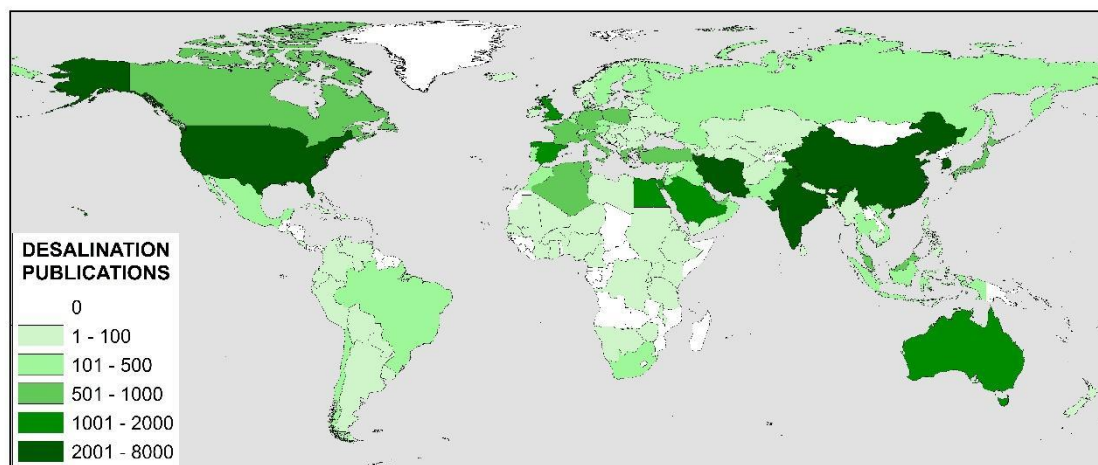 DESALINATION
PUBLICATIONS
0
1 - 100
101 - 500
501 - 1000
1001 - 2000
2001 - 8000